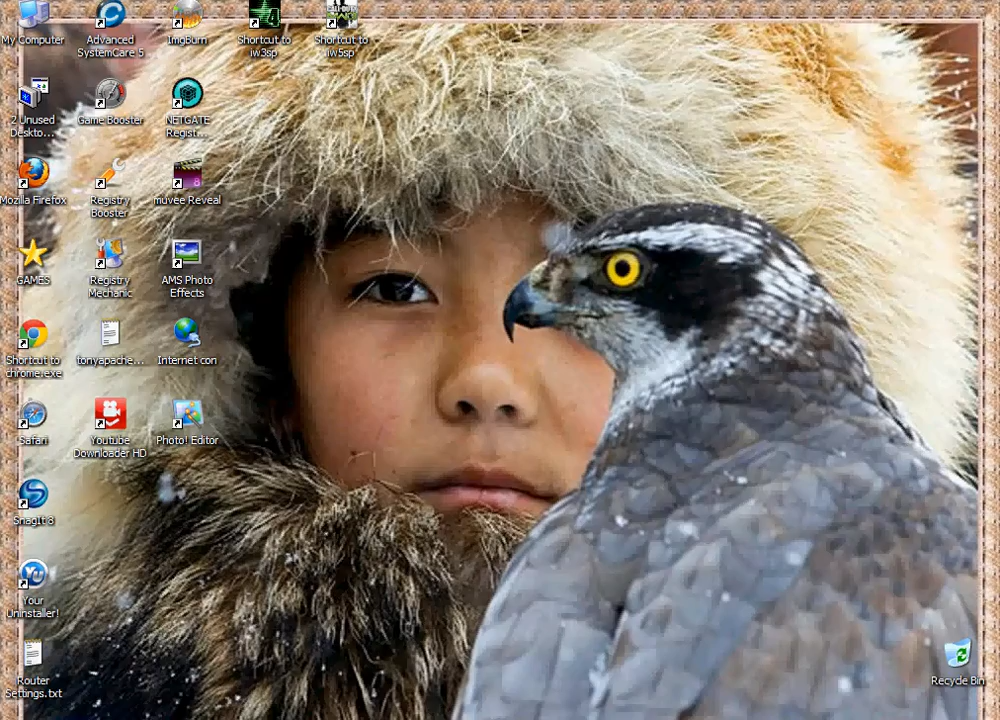 My Computer
Advanced
SystemCare 5
ImgBurn
Shortcut to
iw3sp
Shortcut to
iw5sp
2 Unused
Deskto...
Game Booster
NETGATE
Regist...
Mozilla Firefox
Registry
Booster
muvee Reveal
GAMES
Registry
Mechanic
AMS Photo
Effects
Shortcut to
chrome.exe
tonyapache...
Internet con
Safari
Youtube
Downloader HD
Photo! Editor
SnagIt 8
Your
Uninstaller!
Router
Settings.txt
Recycle Bin